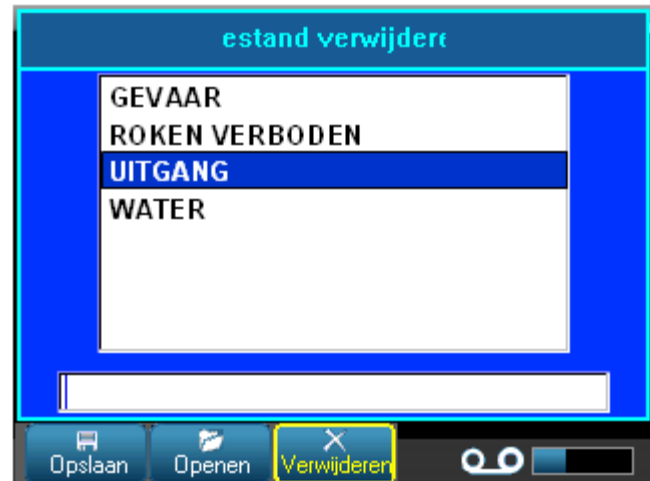 estand verwijdere
GEVAAR
ROKEN VERBODEN
UITGANG
WATER
Opslaan Openen Verwijderen